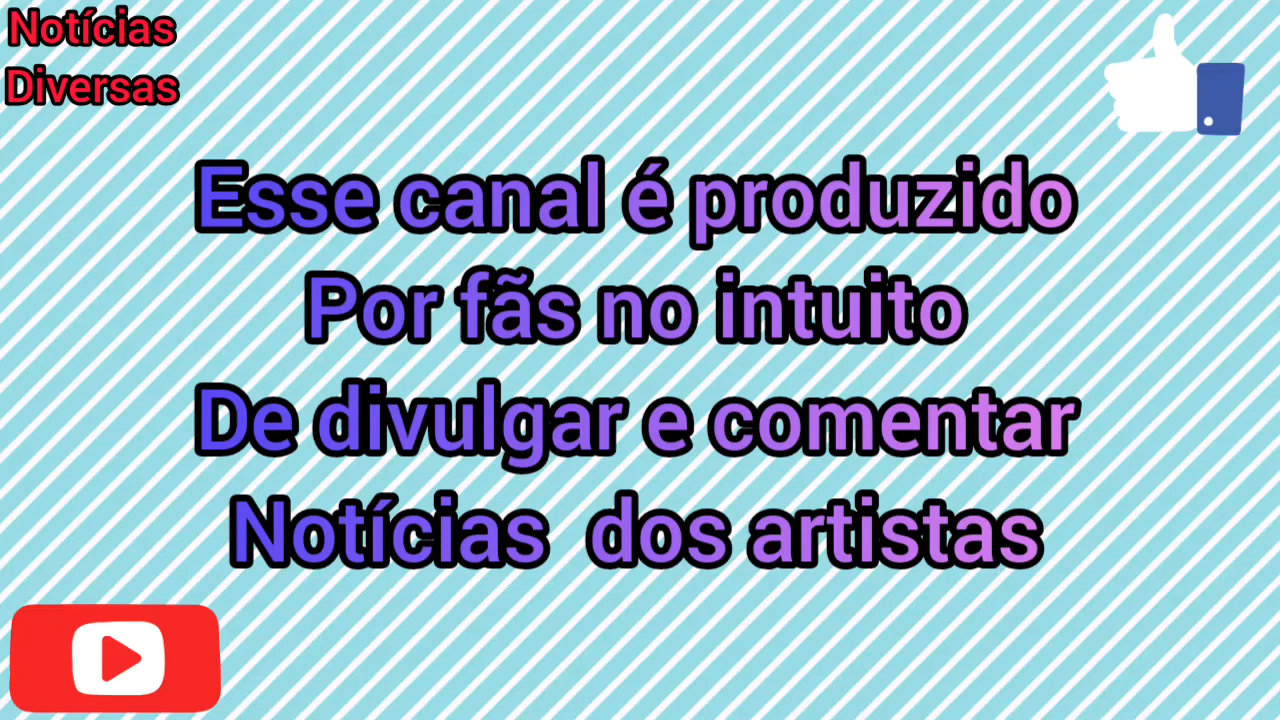 Notícias
Diversas
Esse canal é produzido
Por fãs no intuito
De divulgar e comentar
Notícias dos artistas